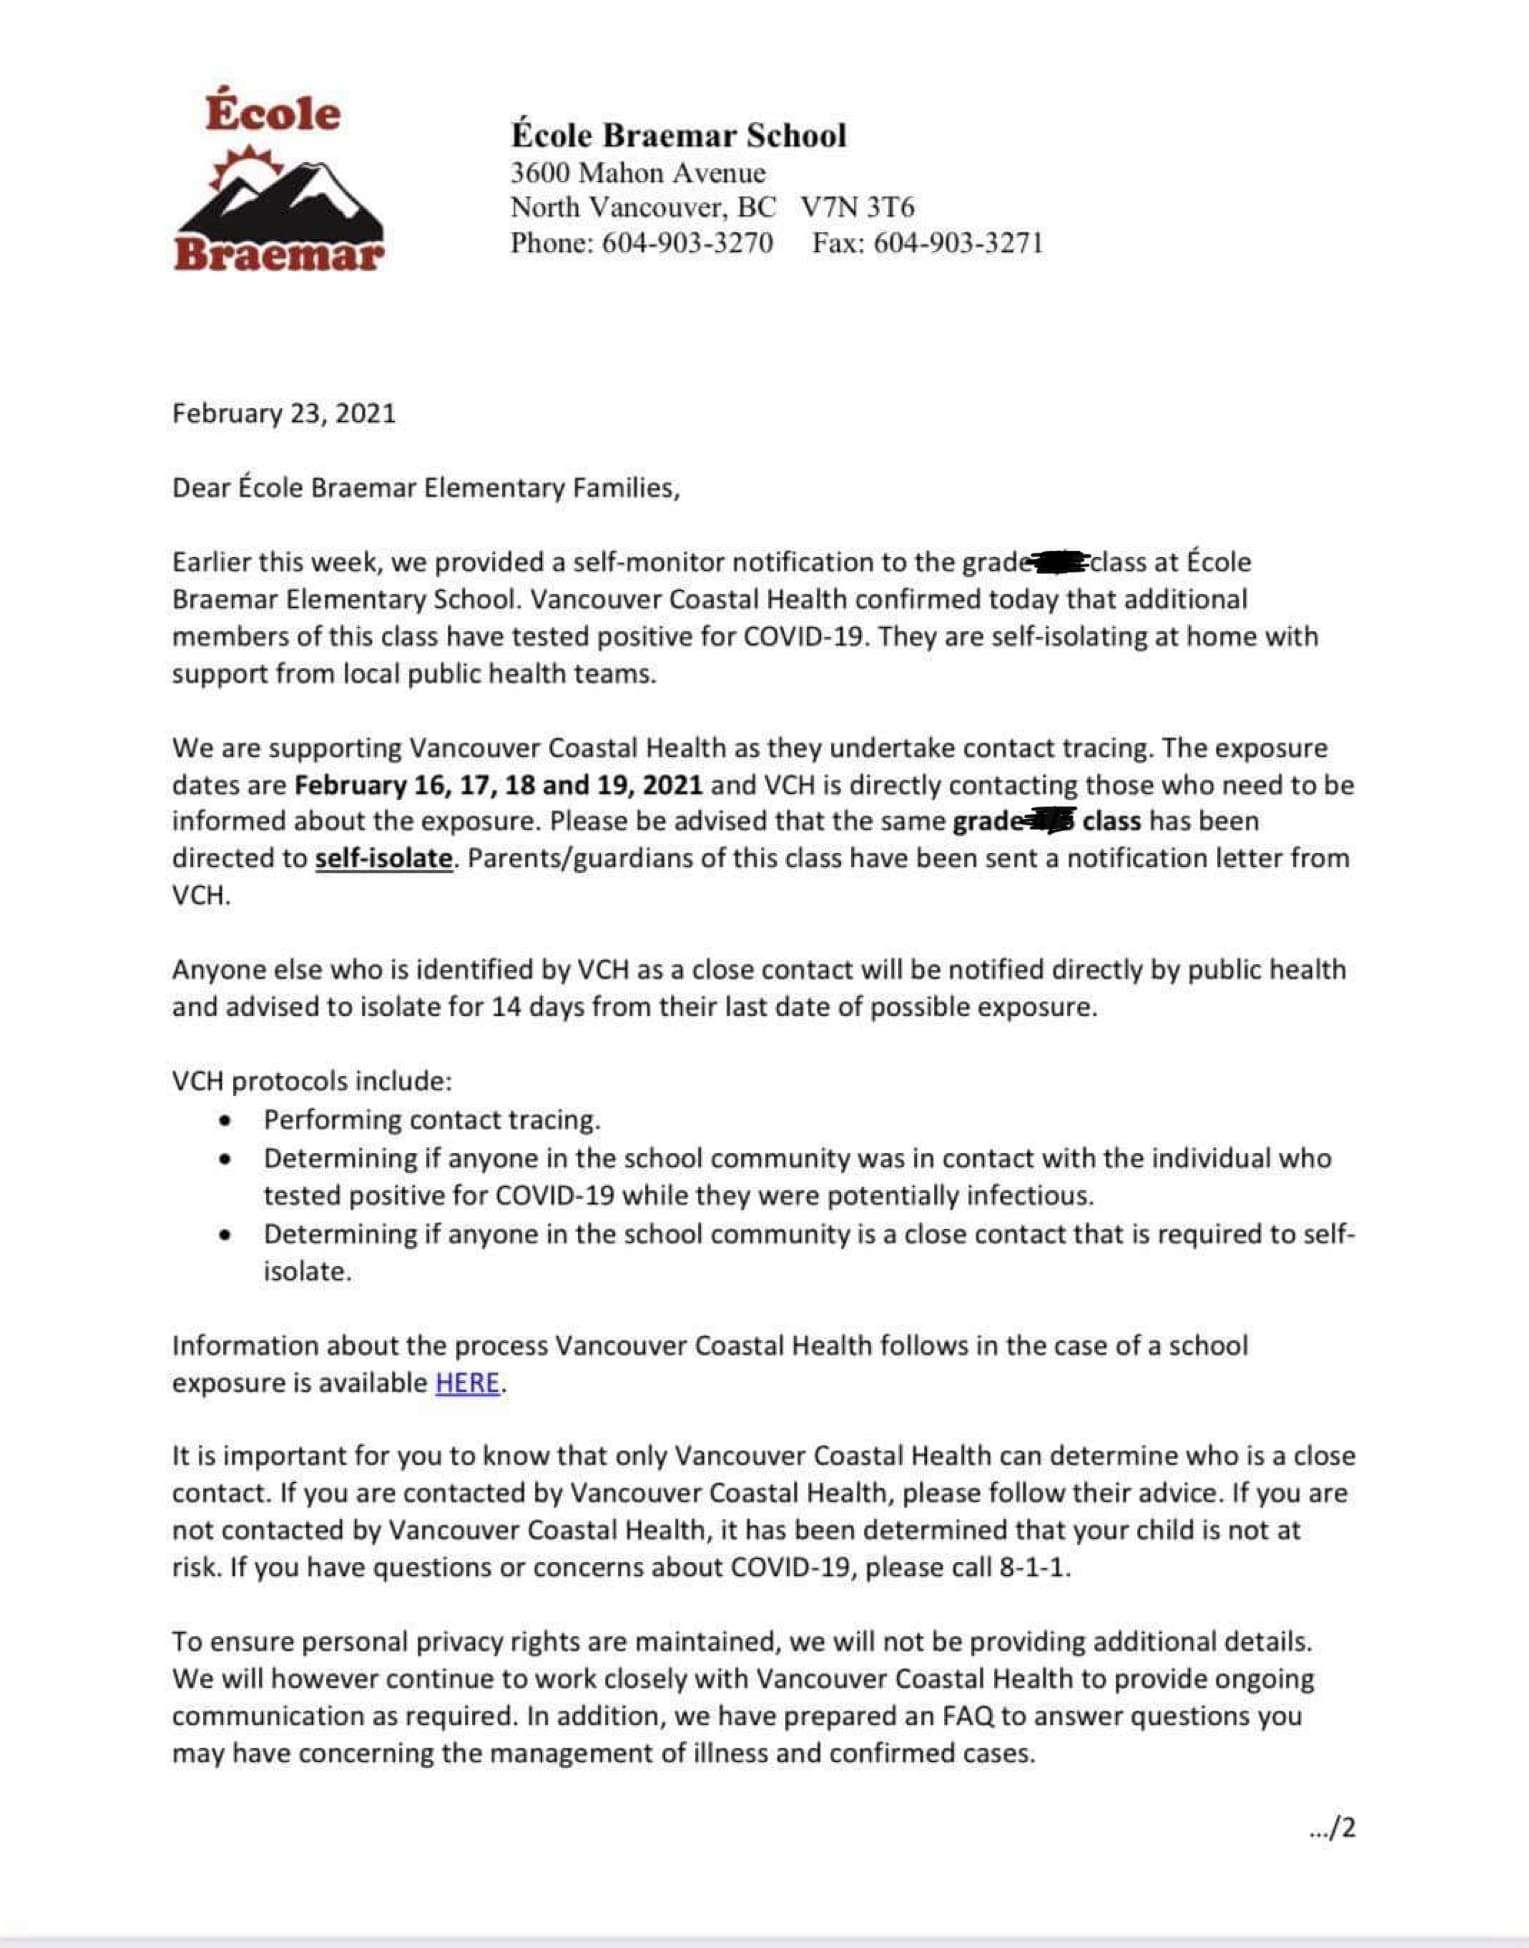 École
Braemar
École Braemar School
3600 Mahon Avenue
North Vancouver, BC V7N 3T6
Phone: 604-903-3270 Fax: 604-903-3271
February 23, 2021
Dear École Braemar Elementary Families,
Earlier this week, we provided a self-monitor notification to the grade class at École
Braemar Elementary School. Vancouver Coastal Health confirmed today that additional
members of this class have tested positive for COVID-19. They are self-isolating at home with
support from local public health teams.
We are supporting Vancouver Coastal Health as they undertake contact tracing. The exposure
dates are February 16, 17, 18 and 19, 2021 and VCH is directly contacting those who need to be
informed about the exposure. Please be advised that the same grade class has been
directed to self-isolate. Parents/guardians of this class have been sent a notification letter from
VCH.
Anyone else who is identified by VCH as a close contact will be notified directly by public health
and advised to isolate for 14 days from their last date of possible exposure.
VCH protocols include:
• Performing contact tracing.
• Determining if anyone in the school community was in contact with the individual who
tested positive for COVID-19 while they were potentially infectious.
• Determining if anyone in the school community is a close contact that is required to self-
isolate.
Information about the process Vancouver Coastal Health follows in the case of a school
exposure is available HERE.
It is important for you to know that only Vancouver Coastal Health can determine who is a close
contact. If you are contacted by Vancouver Coastal Health, please follow their advice. If you are
not contacted by Vancouver Coastal Health, it has been determined that your child is not at
risk. If you have questions or concerns about COVID-19, please call 8-1-1.
To ensure personal privacy rights are maintained, we will not be providing additional details.
We will however continue to work closely with Vancouver Coastal Health to provide ongoing
communication as required. In addition, we have prepared an FAQ to answer questions you
may have concerning the management of illness and confirmed cases.
.../2